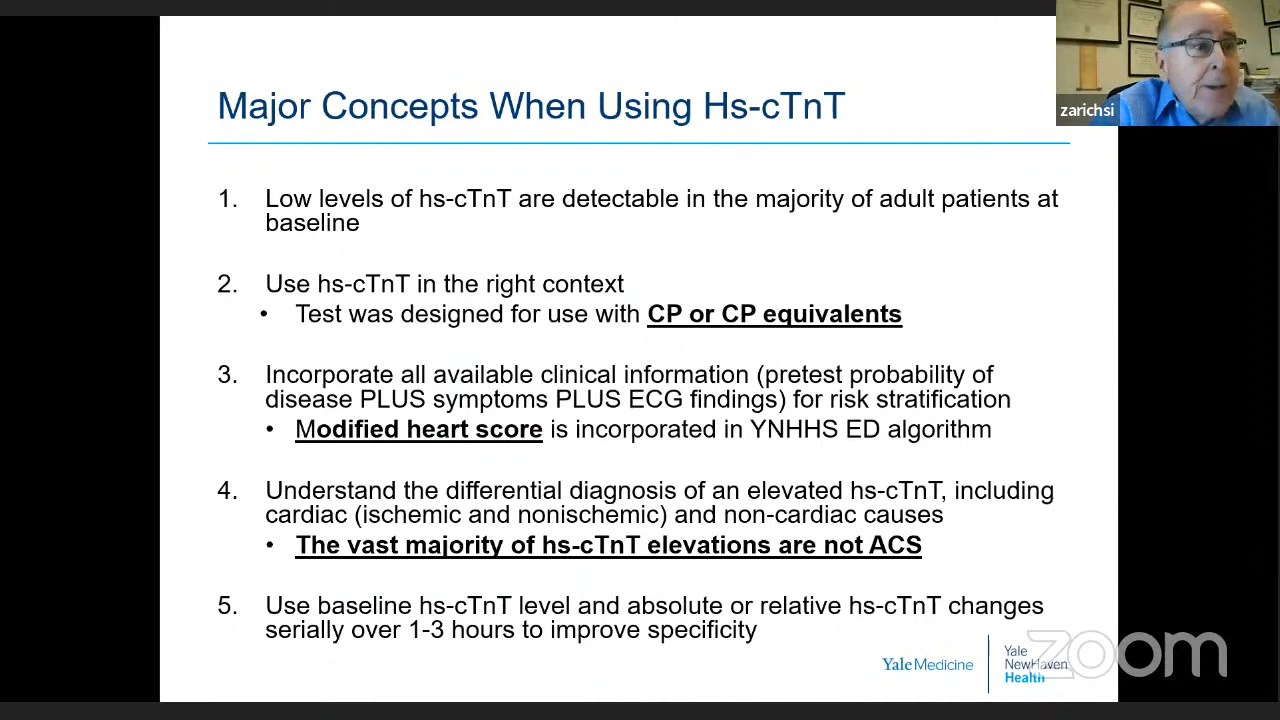 Major Concepts When Using Hs-cTnT
zarichsi
1. Low levels of hs-cTnT are detectable in the majority of adult patients at
baseline
2. Use hs-cTnT in the right context
• Test was designed for use with CP or CP equivalents
3. Incorporate all available clinical information (pretest probability of
disease PLUS symptoms PLUS ECG findings) for risk stratification
• Modified heart score is incorporated in YNHHS ED algorithm
4. Understand the differential diagnosis of an elevated hs-cTnT, including
cardiac (ischemic and nonischemic) and non-cardiac causes
• The vast majority of hs-cTnT elevations are not ACS
5. Use baseline hs-cTnT level and absolute or relative hs-cTnT changes
serially over 1-3 hours to improve specificity
Yale Medicine
Yale
NewHaven
Health
zoom